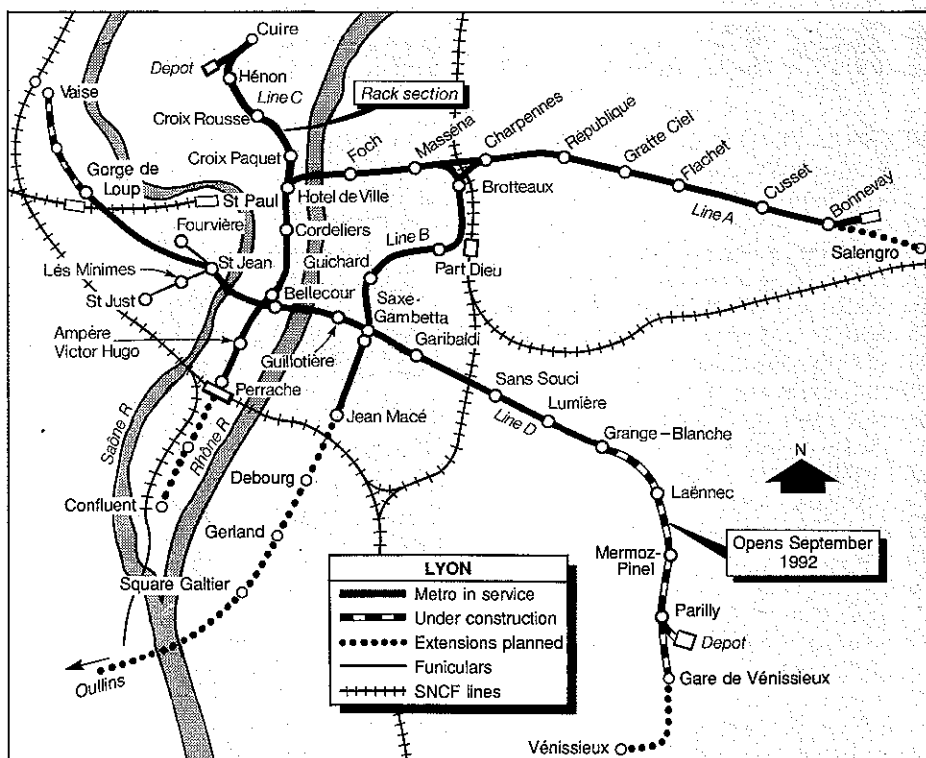 Cuire
Depot
Hénon
Line C
Rack section
Vaise
Croix Rousse
Croix Paquet
Foch
Massena
Charpennes
République
Gratte Ciel
Flachet
Cusset
Bonnevay
Gorge de
Loup
St Paul
Hotel de Ville
Brotteaux
Line A
Fourvière
Cordeliers
Line B
Salengro
Lés Minimes
St Jean
Guichard
Part Dieu
St Just
Bellecour
Saxé-
Gambetta
Ampère
Victor Hugo
Guillotière
Garibaldi
Perrache
Sans Souci
Jean Macé
Line D
Lumière
Grange-Blanche
Saône R
Rhône R
N
Debourg
Laënnec
Confluent
Gerland
Opens September
1992
Mermoz-
Pinel
Square Galtier
LYON
Metro in service
Under construction
Extensions planned
Funiculars
SNCF lines
Parilly
Depot
Oullins
Gare de Vénissieux
Vénissieux